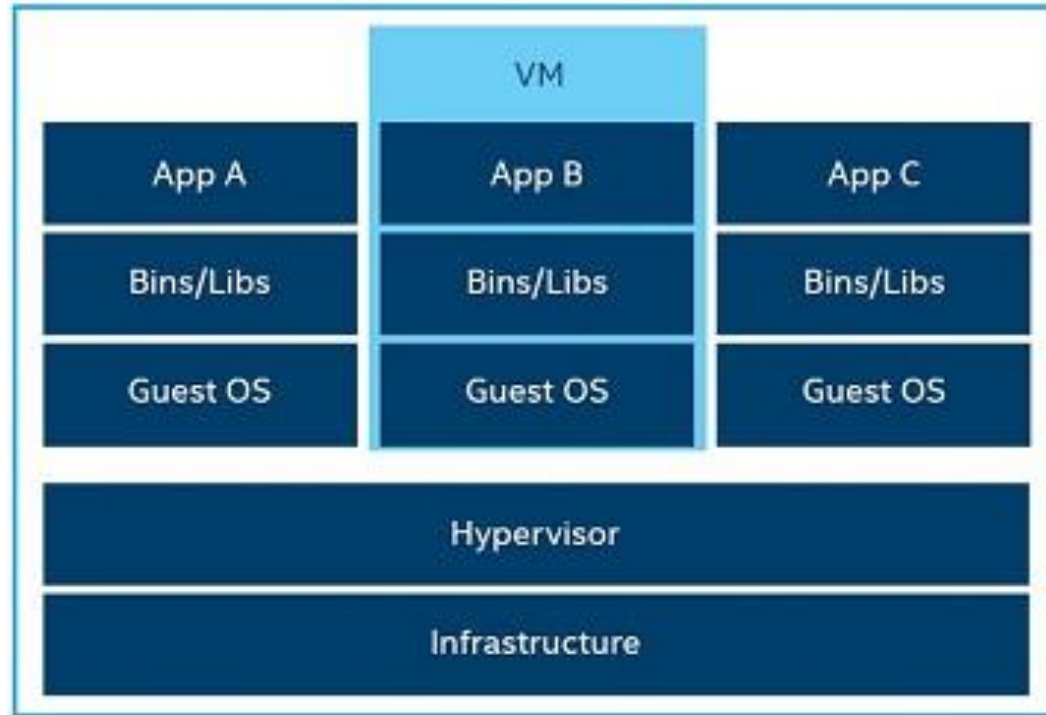 VM
App A
App B
App C
Bins/Libs
Bins/Libs
Bins/Libs
Guest OS
Guest OS
Guest OS
Hypervisor
Infrastructure